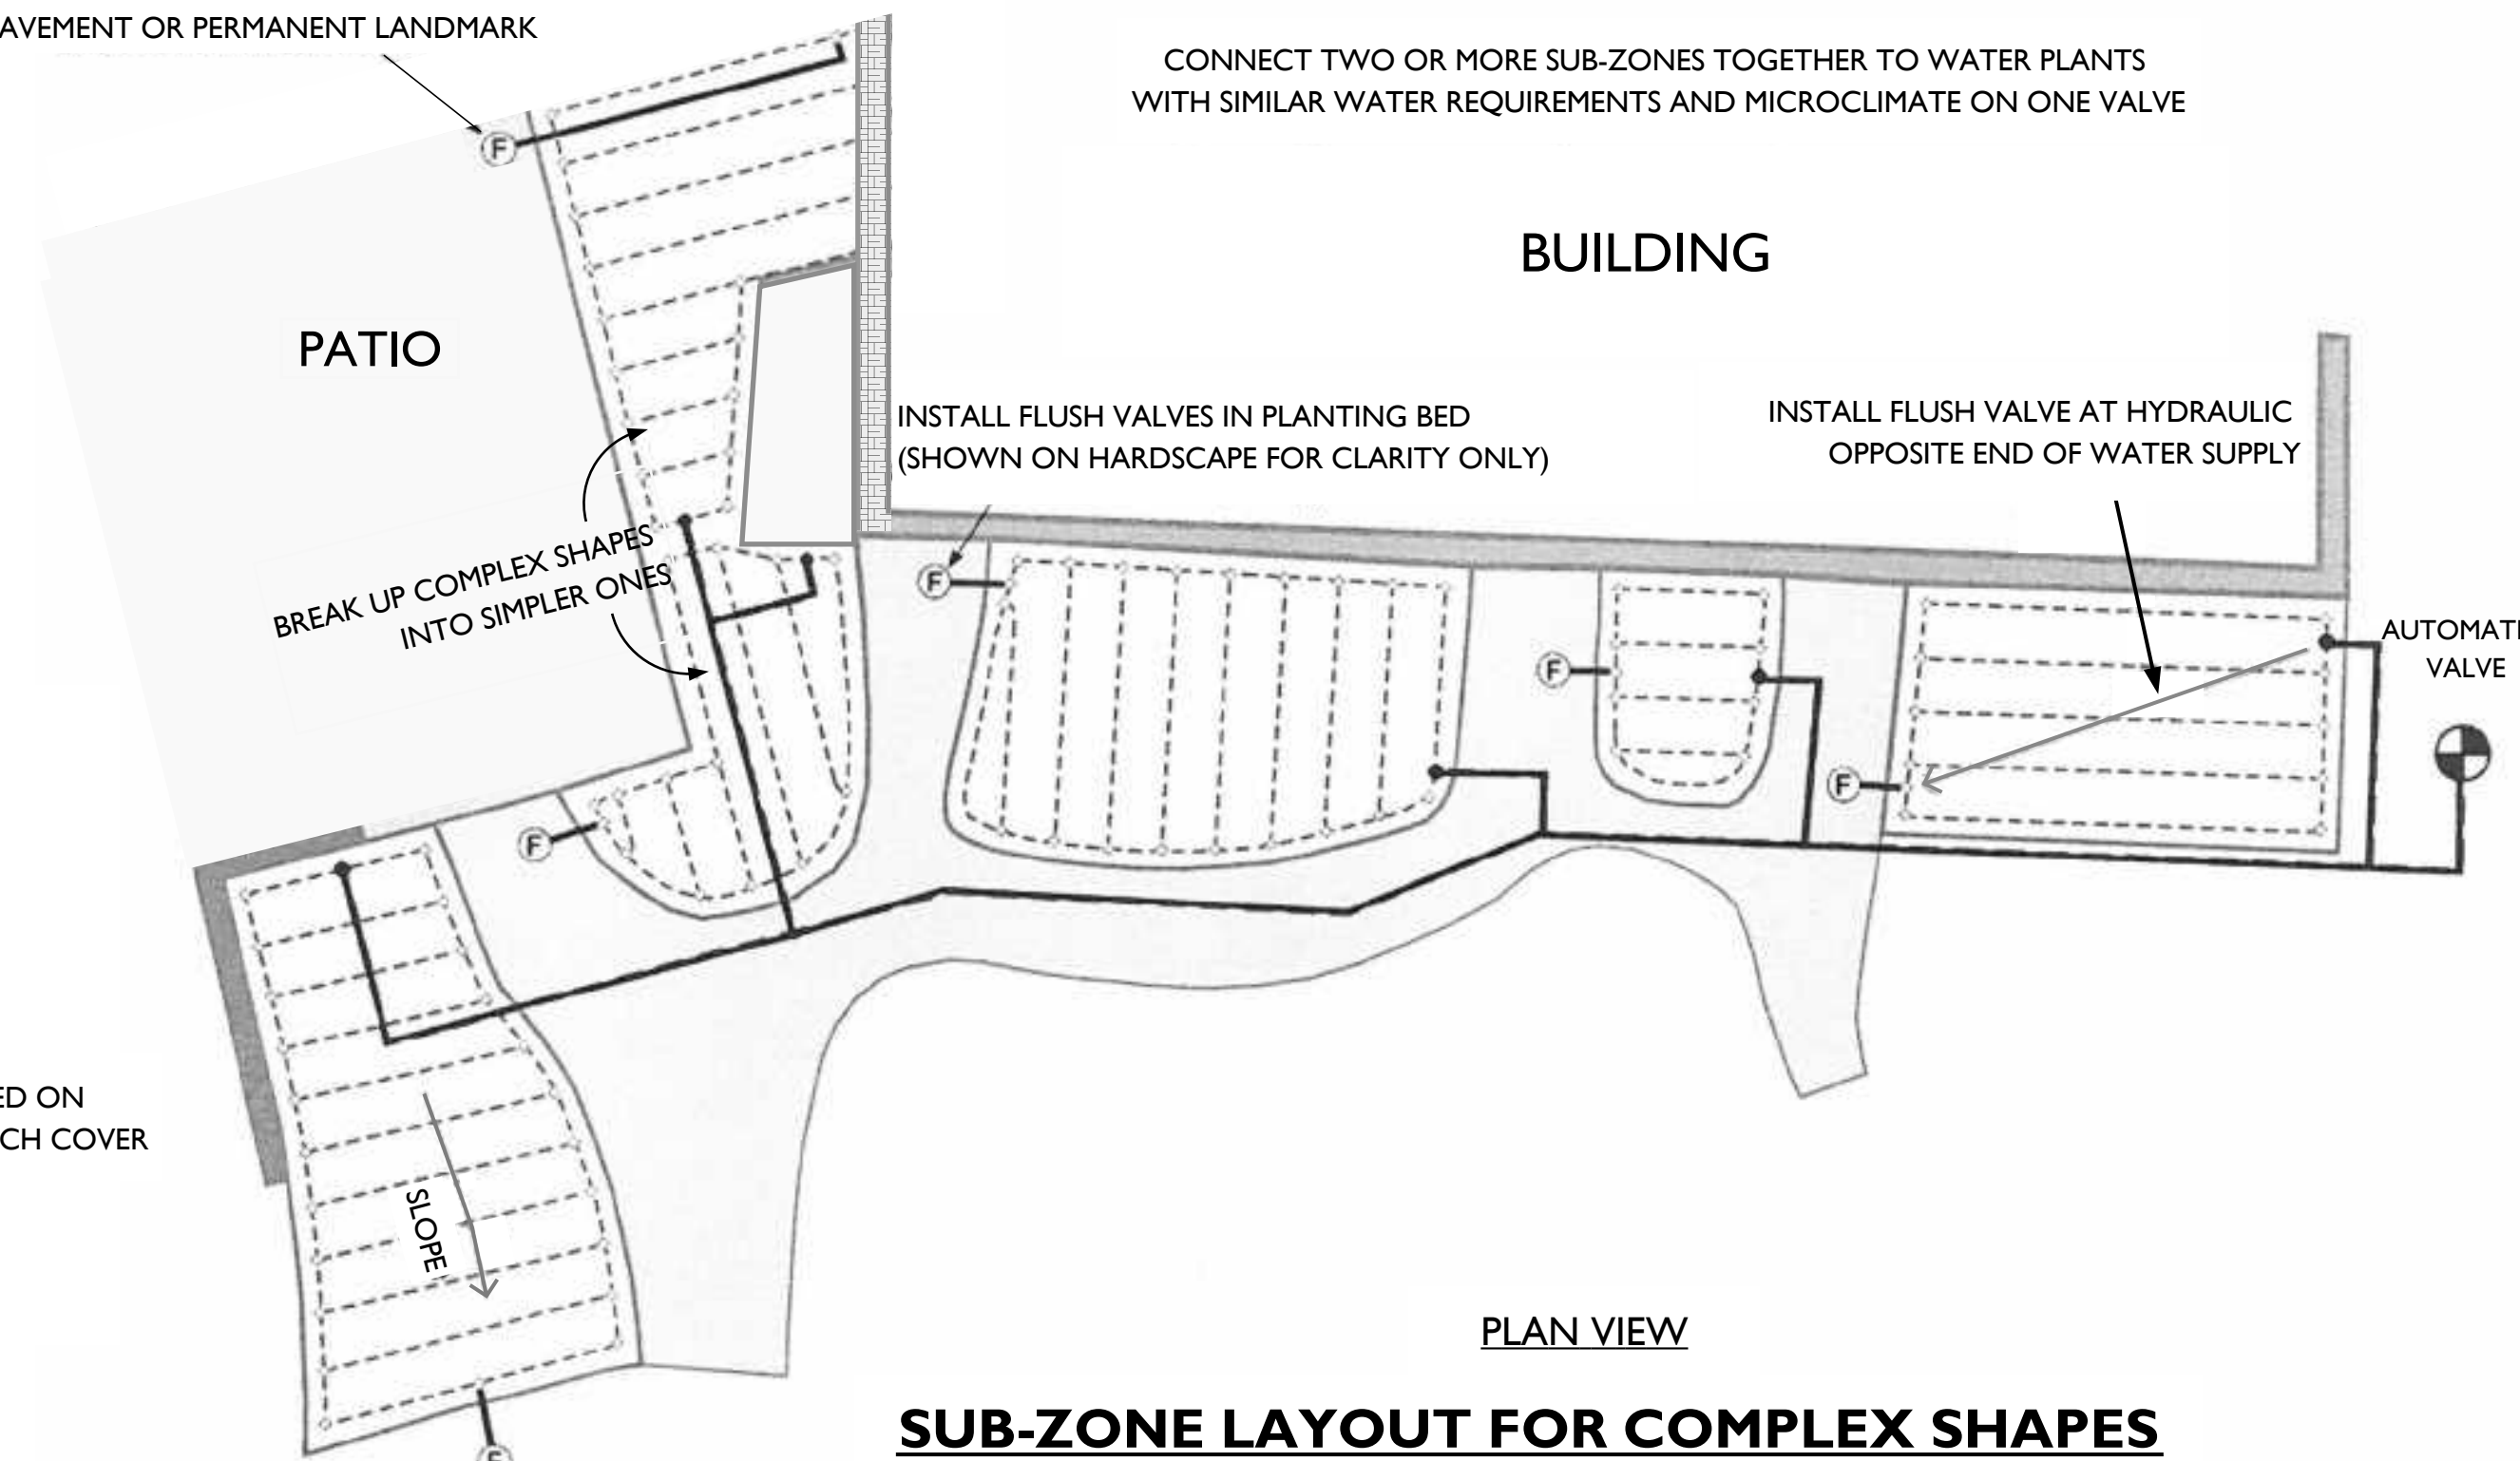 AVEMENT OR PERMANENT LANDMARK
CONNECT TWO OR MORE SUB-ZONES TOGETHER TO WATER PLANTS
WITH SIMILAR WATER REQUIREMENTS AND MICROCLIMATE ON ONE VALVE
F
BUILDING
PATIO
INSTALL FLUSH VALVES IN PLANTING BED
(SHOWN ON HARDSCAPE FOR CLARITY ONLY)
INSTALL FLUSH VALVE AT HYDRAULIC
OPPOSITE END OF WATER SUPPLY
BREAK UP COMPLEX SHAPES
INTO SIMPLER ONES
F
F
AUTOMATI
VALVE
F
F
ED ON
CH COVER
SLOPE
PLAN VIEW
SUB-ZONE LAYOUT FOR COMPLEX SHAPES
F